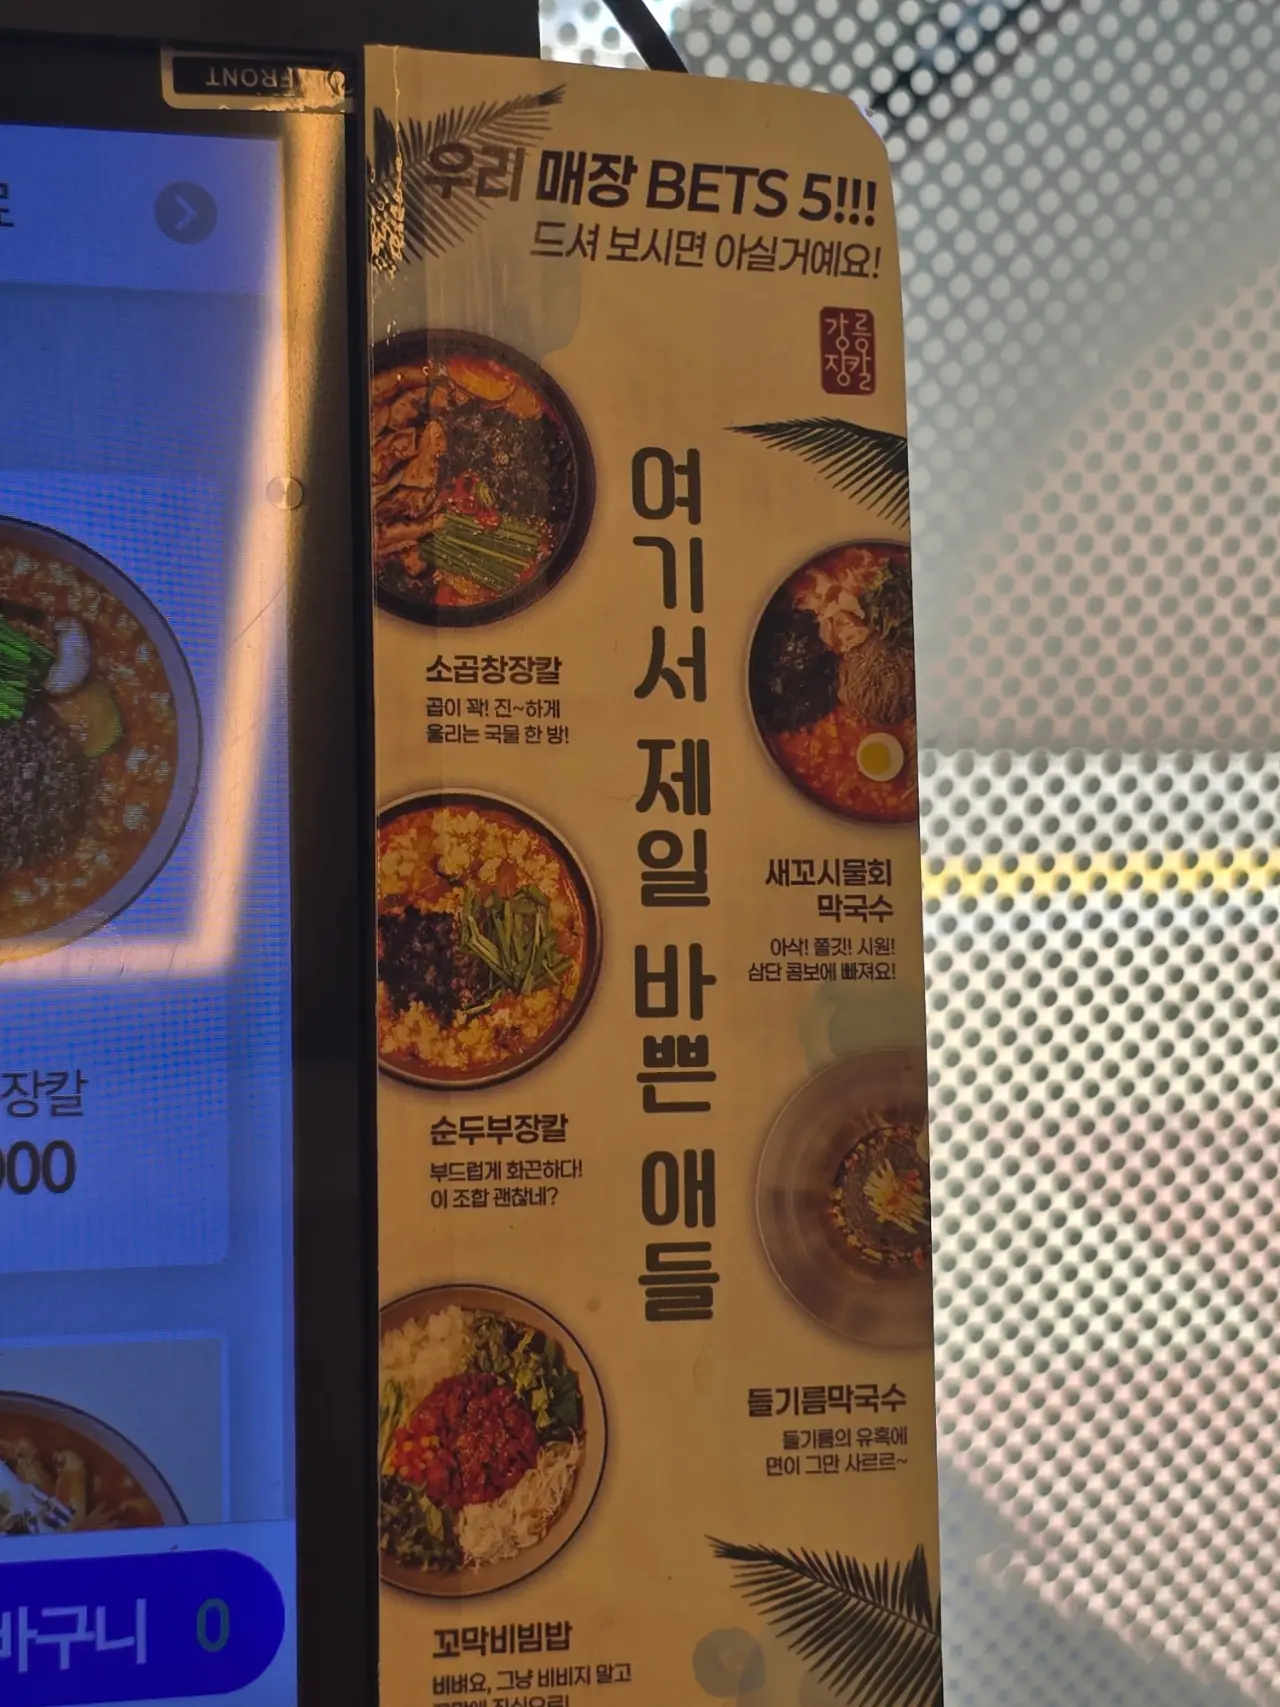 FRONT
우리 매장 BETS 5!!!
드셔 보시면 아실거예요!
강릉
장칼
여기서 제일 바쁜 애들
소곱창장칼
곱이 꽉! 진~하게
울리는 국물 한 방!
새꼬시물회
막국수
아삭! 쫄깃! 시원!
삼단 콤보에 빠져요!
순두부장칼
부드럽게 화끈하다!
이 조합 괜찮네?
들기름막국수
들기름의 유혹에
면이 그만 사르르~
꼬막비빔밥
비벼요, 그냥 비비지 말고
장칼
000
바구니 0